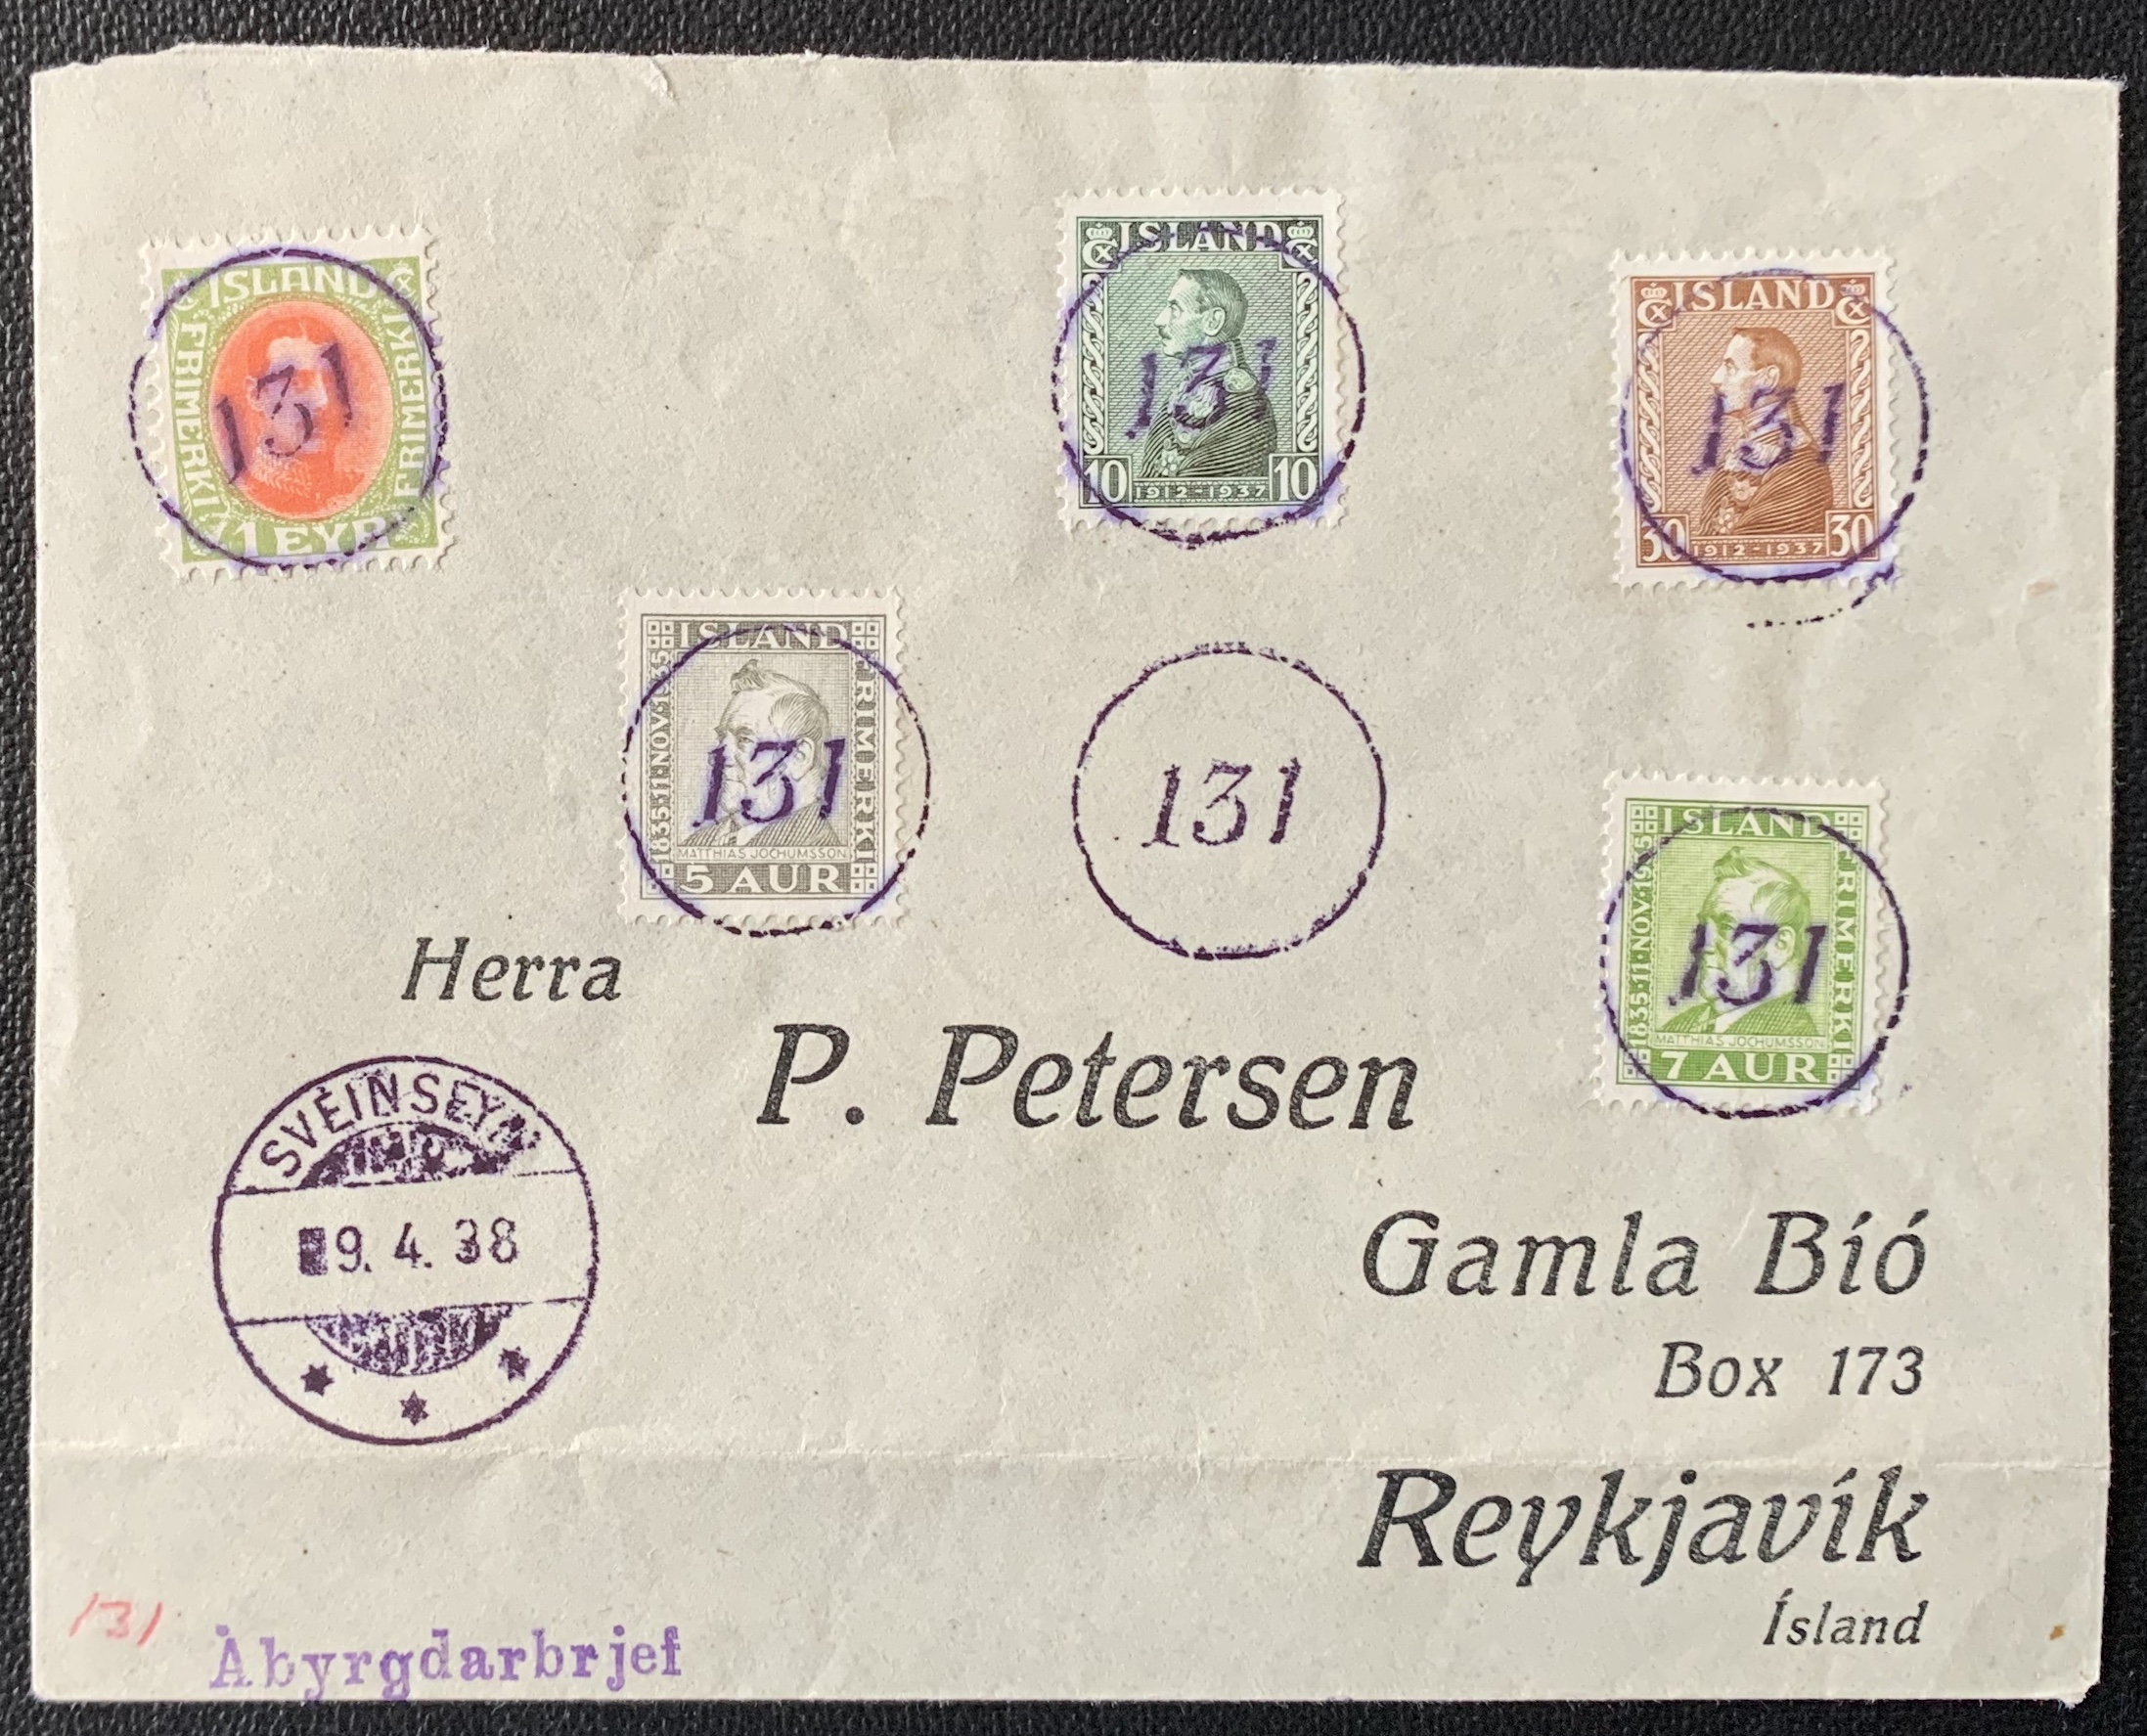 ISLAND
FRIMERKI
FRIMERKI
1 EYR
131
ISLAND
10 1912-1937 10
131
ISLAND
30 1912-1937 30
131
ISLAND
1835·11·NOV·1935
FRIMERKI
MATTHIAS JOCHUMSSON
5 AUR
131
131
ISLAND
1835·11·NOV·1935
FRIMERKI
MATTHIAS JOCHUMSSON
7 AUR
131
Herra
P. Petersen
Gamla Bíó
Box 173
Reykjavík
Ísland
SVEINSEYRI
9. 4. 38
131
Ábyrgdarbrjef